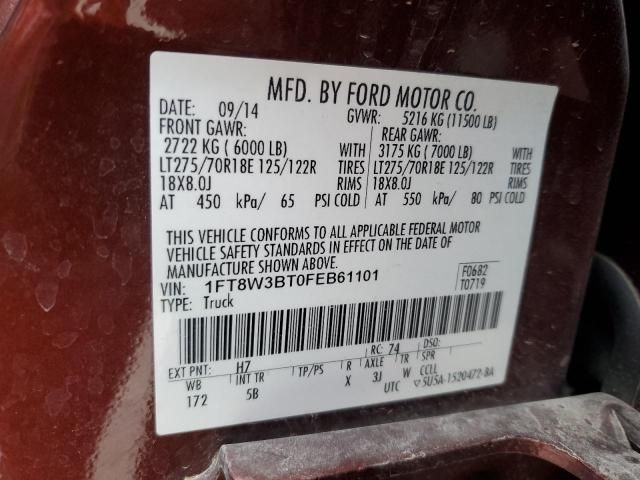 MFD. BY FORD MOTOR CO.
DATE: 09/14 GVWR: 5216 KG (11500 LB)
FRONT GAWR: REAR GAWR:
2722 KG ( 6000 LB) WITH 3175 KG ( 7000 LB) WITH
LT275/70R18E 125/122R TIRES LT275/70R18E 125/122R TIRES
18X8.0J RIMS 18X8.0J RIMS
AT 450 kPa/ 65 PSI COLD AT 550 kPa/ 80 PSI COLD
THIS VEHICLE CONFORMS TO ALL APPLICABLE FEDERAL MOTOR
VEHICLE SAFETY STANDARDS IN EFFECT ON THE DATE OF
MANUFACTURE SHOWN ABOVE.
VIN: 1FT8W3BT0FEB61101 F0682
TYPE: Truck T0719
EXT PNT: H7 RC: 74 DSO:
WB INT TR TP/PS R AXLE TR SPR
172 5B X 3J W CCLL
UTC ▽5U5A-1520472-BA